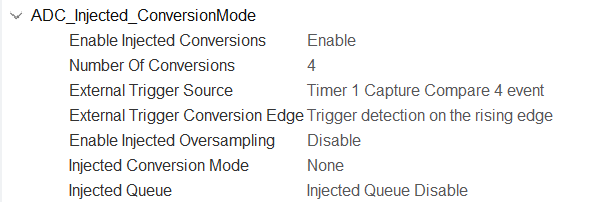 ADC_Injected_ConversionMode
Enable Injected Conversions Enable
Number Of Conversions 4
External Trigger Source Timer 1 Capture Compare 4 event
External Trigger Conversion Edge Trigger detection on the rising edge
Enable Injected Oversampling Disable
Injected Conversion Mode None
Injected Queue Injected Queue Disable